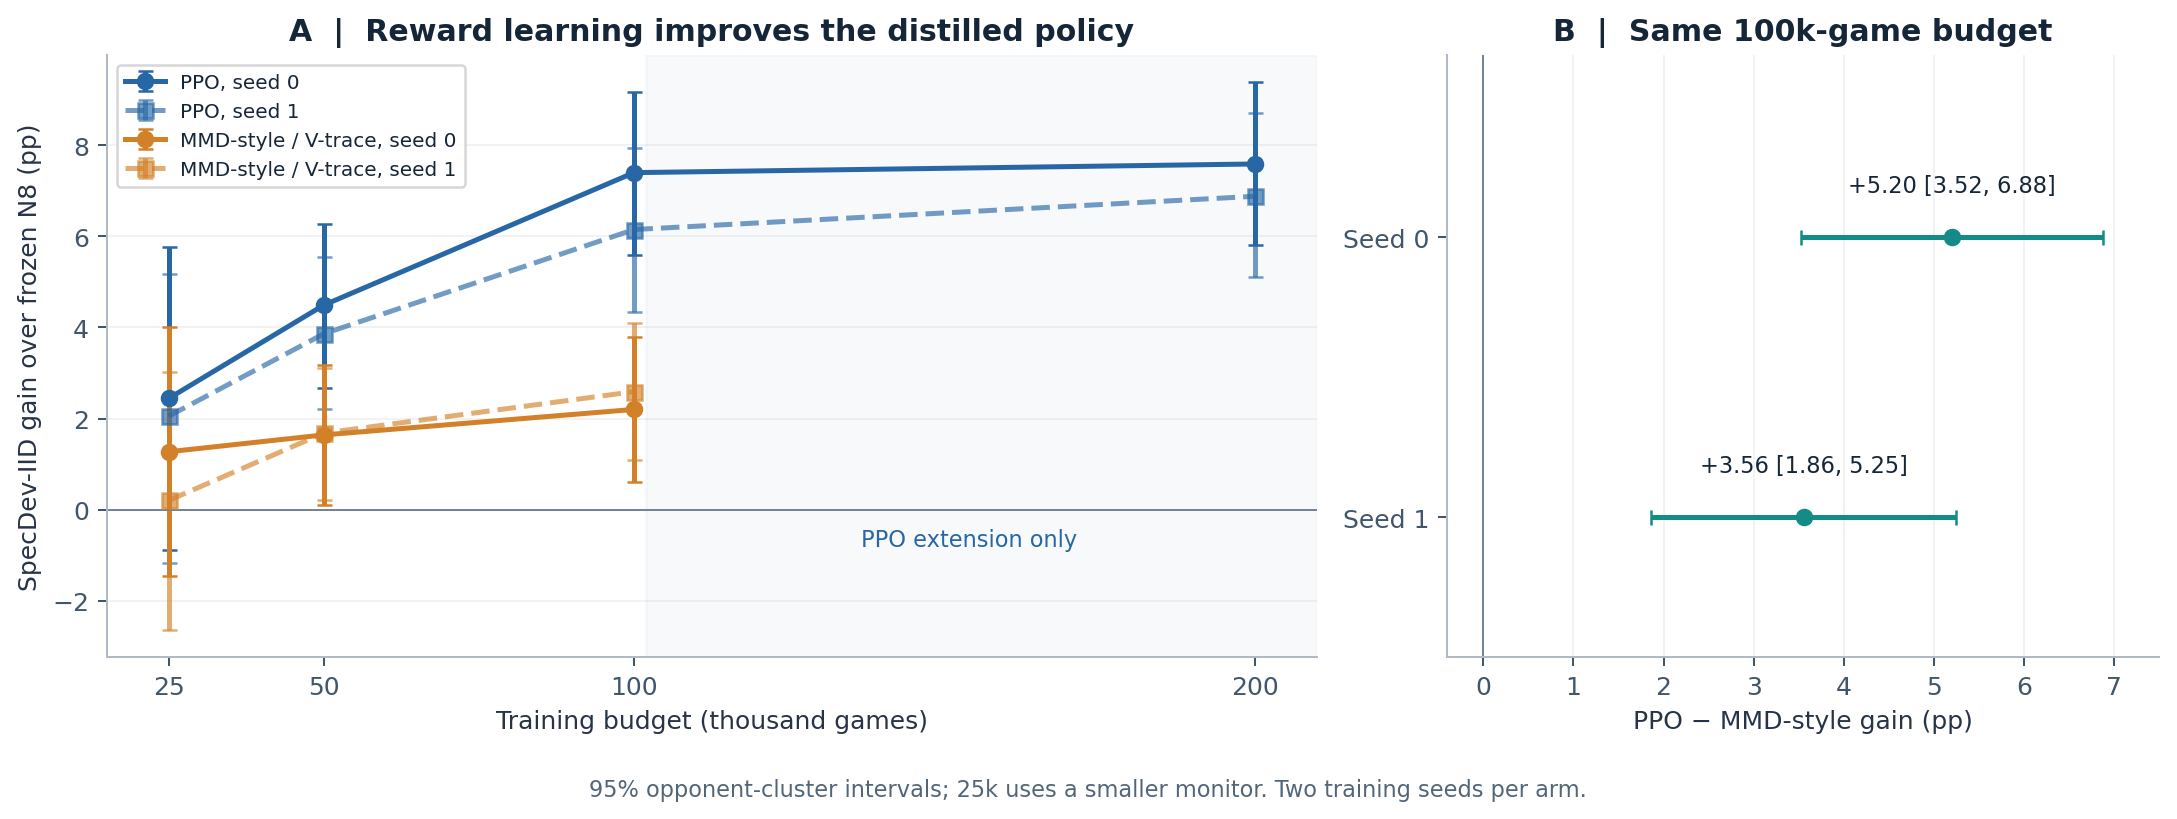 A | Reward learning improves the distilled policy
PPO, seed 0
PPO, seed 1
MMD-style / V-trace, seed 0
MMD-style / V-trace, seed 1
SpecDev-IID gain over frozen N8 (pp)
8
6
4
2
0
−2
PPO extension only
25 50 100 200
Training budget (thousand games)
B | Same 100k-game budget
Seed 0
+5.20 [3.52, 6.88]
Seed 1
+3.56 [1.86, 5.25]
0 1 2 3 4 5 6 7
PPO − MMD-style gain (pp)
95% opponent-cluster intervals; 25k uses a smaller monitor. Two training seeds per arm.